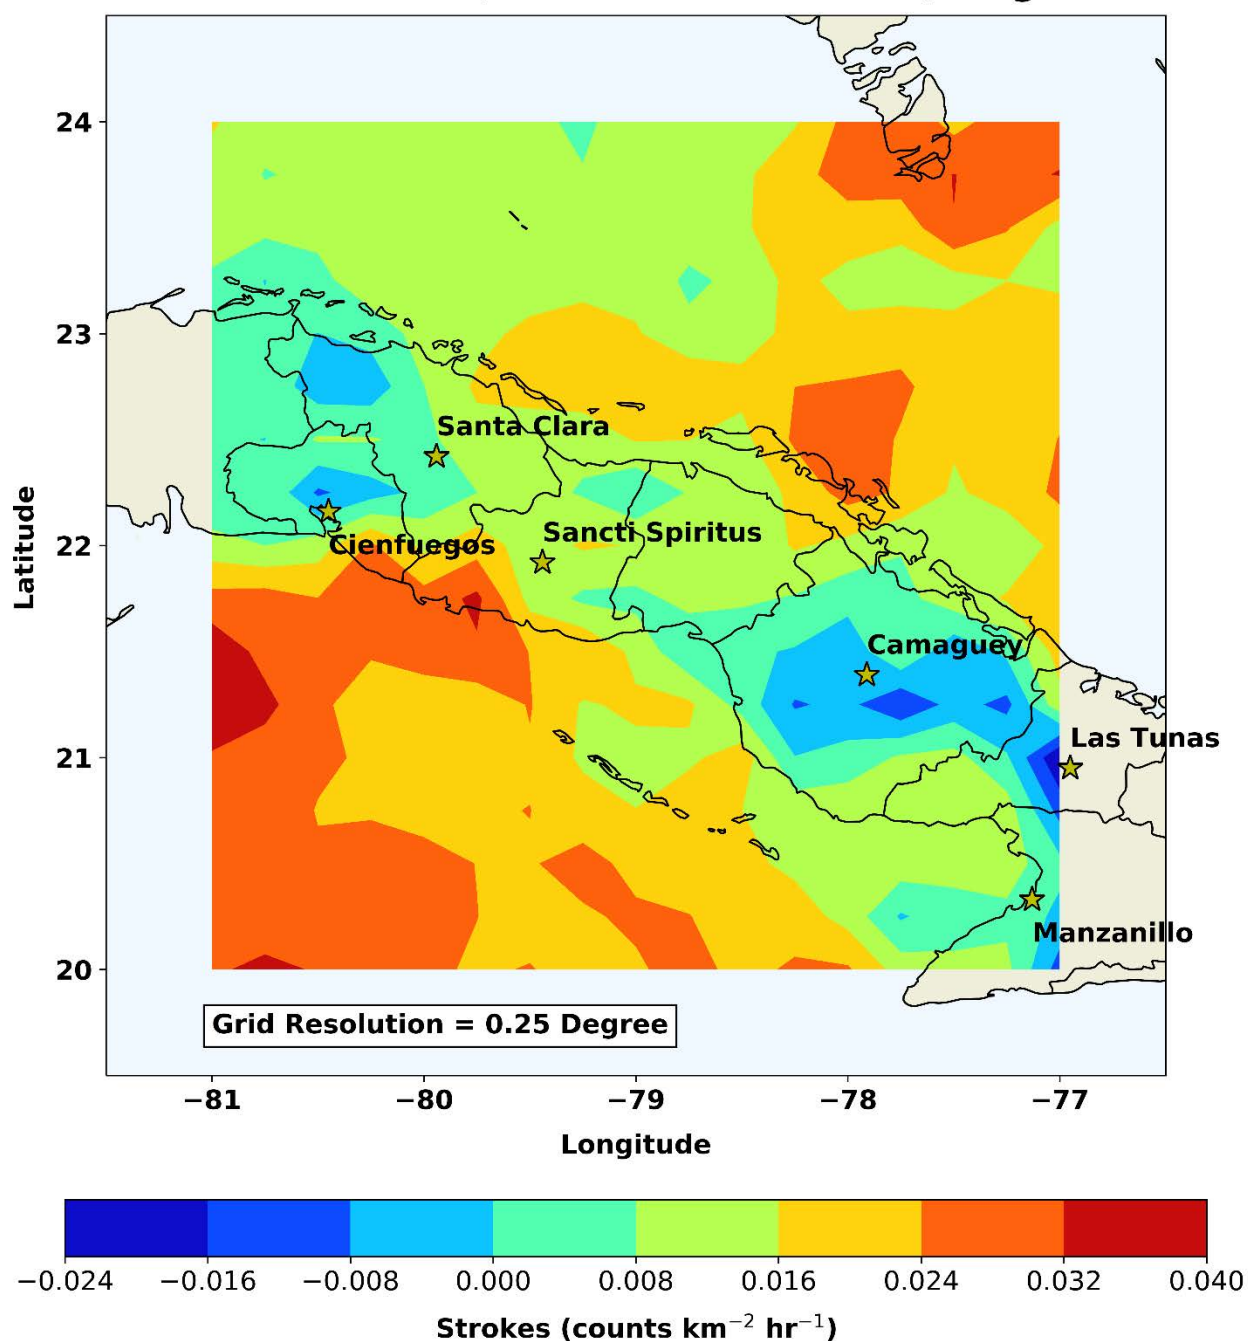 24
23
22
21
20
Latitude
Santa Clara
Sancti Spiritus
Cienfuegos
Camaguey
Las Tunas
Manzanillo
Grid Resolution = 0.25 Degree
−81 −80 −79 −78 −77
Longitude
−0.024 −0.016 −0.008 0.000 0.008 0.016 0.024 0.032 0.040
Strokes (counts km⁻² hr⁻¹)